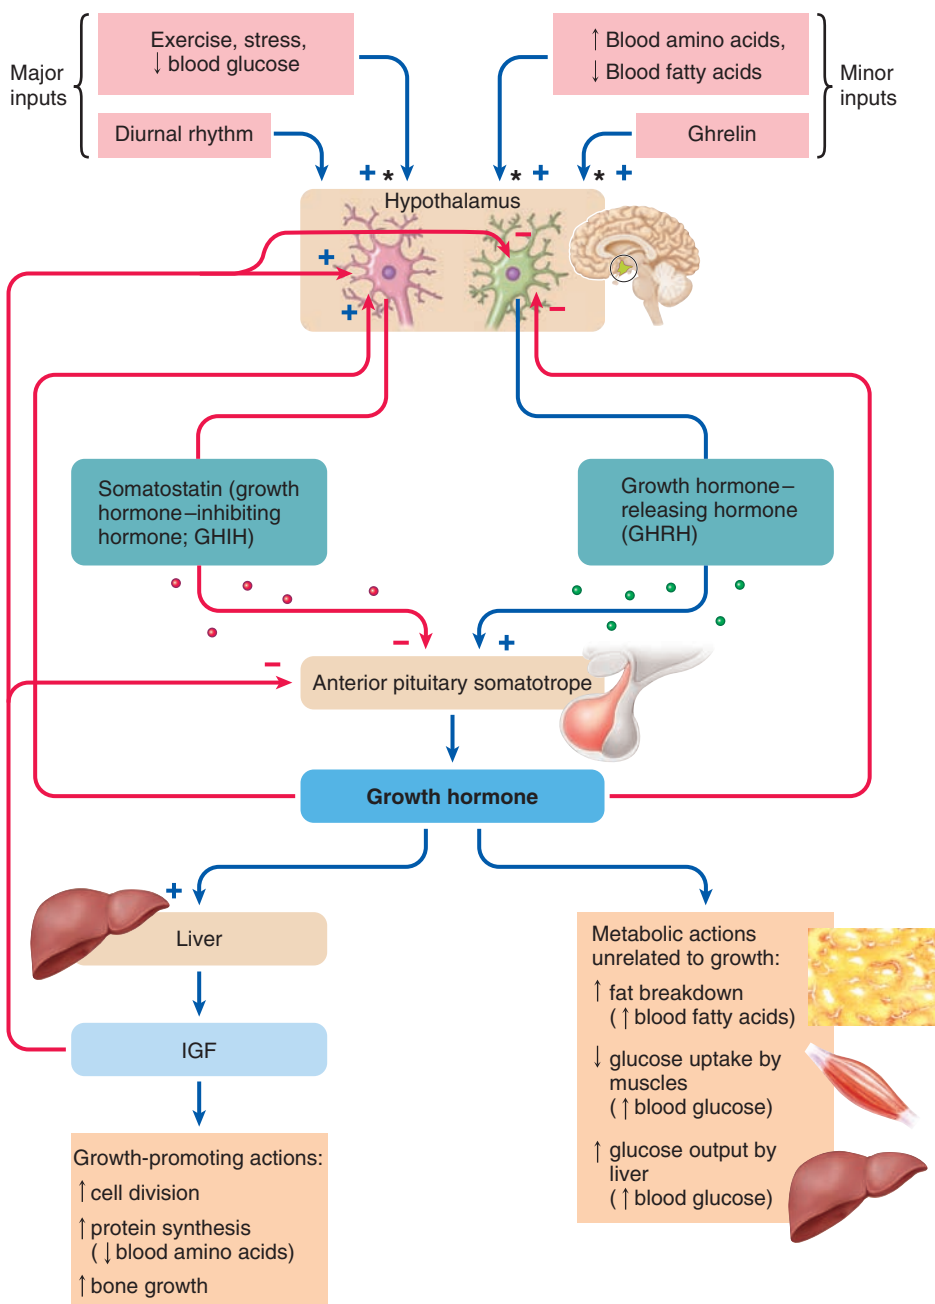 Major
inputs
Exercise, stress,
↓ blood glucose
Diurnal rhythm
↑ Blood amino acids,
↓ Blood fatty acids
Ghrelin
Minor
inputs
+ *
* +
* +
Hypothalamus
−
+
+
−
Somatostatin (growth
hormone–inhibiting
hormone; GHIH)
Growth hormone–
releasing hormone
(GHRH)
−
+
−
Anterior pituitary somatotrope
Growth hormone
+
Liver
IGF
Growth-promoting actions:
↑ cell division
↑ protein synthesis
(↓ blood amino acids)
↑ bone growth
Metabolic actions
unrelated to growth:
↑ fat breakdown
(↑ blood fatty acids)
↓ glucose uptake by
muscles
(↑ blood glucose)
↑ glucose output by
liver
(↑ blood glucose)